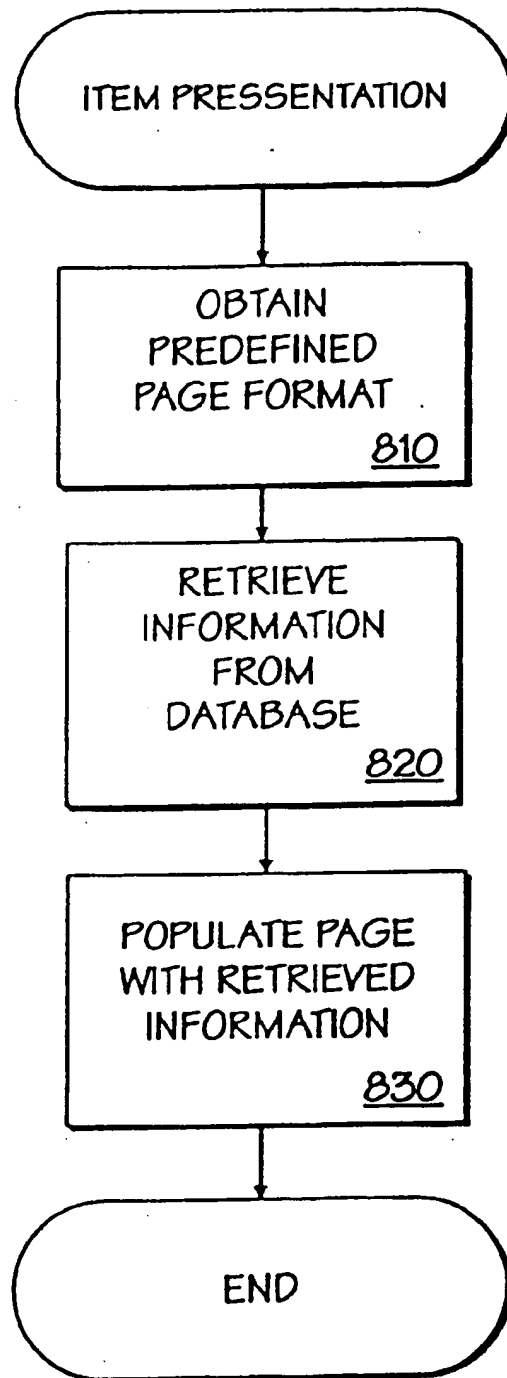 ITEM PRESSENTATION
OBTAIN
PREDEFINED
PAGE FORMAT
810
RETRIEVE
INFORMATION
FROM
DATABASE
820
POPULATE PAGE
WITH RETRIEVED
INFORMATION
830
END